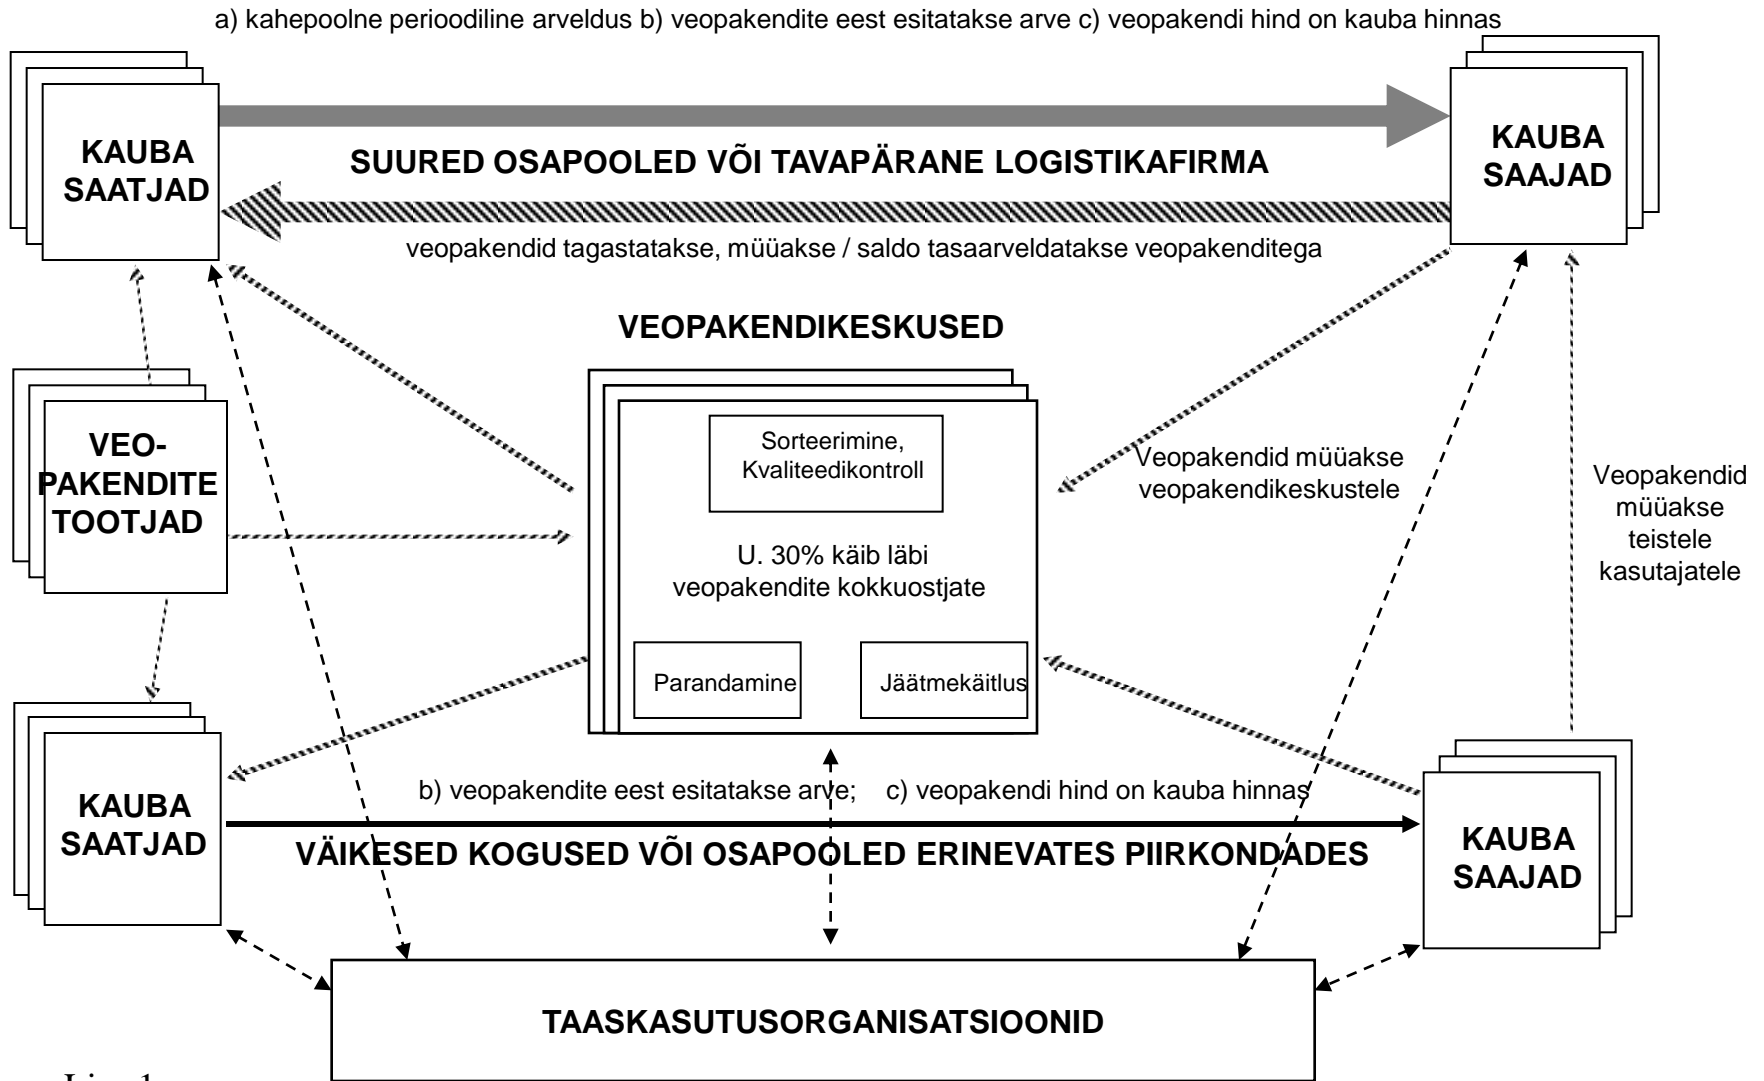 a) kahepoolne perioodiline arveldus b) veopakendite eest esitatakse arve c) veopakendi hind on kauba hinnas
KAUBA
SAATJAD
KAUBA
SAAJAD
SUURED OSAPOOLED VÕI TAVAPÄRANE LOGISTIKAFIRMA
veopakendid tagastatakse, müüakse / saldo tasaarveldatakse veopakenditega
VEOPAKENDIKESKUSED
VEO-
PAKENDITE
TOOTJAD
Sorteerimine,
Kvaliteedikontroll
U. 30% käib läbi
veopakendite kokkuostjate
Parandamine
Jäätmekäitlus
Veopakendid müüakse
veopakendikeskustele
Veopakendid
müüakse
teistele
kasutajatele
b) veopakendite eest esitatakse arve; c) veopakendi hind on kauba hinnas
KAUBA
SAATJAD
VÄIKESED KOGUSED VÕI OSAPOOLED ERINEVATES PIIRKONDADES
KAUBA
SAAJAD
TAASKASUTUSORGANISATSIOONID